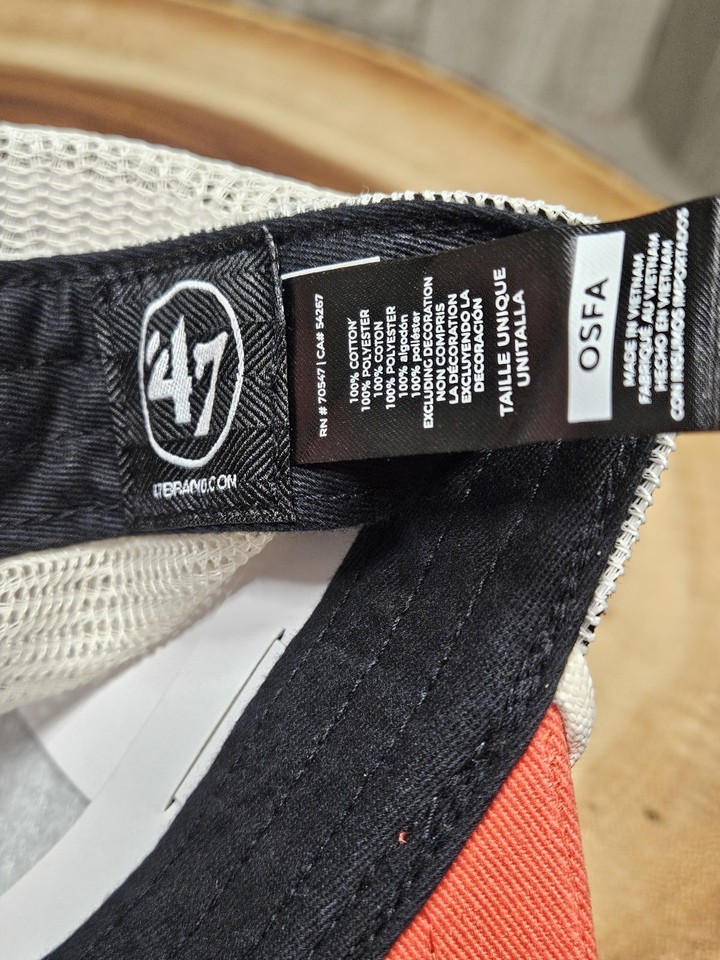 '47
47BRAND.COM
RN # 70547 | CA# 54267
100% COTTON
100% POLYESTER
100% COTON
100% POLYESTER
100% algodón
100% poliéster
EXCLUDING DECORATION
NON COMPRIS
LA DÉCORATION
EXCLUYENDO LA
DECORACIÓN
TAILLE UNIQUE
UNITALLA
OSFA
MADE IN VIETNAM
FABRIQUÉ AU VIETNAM
HECHO EN VIETNAM
CON INSUMOS IMPORTADOS